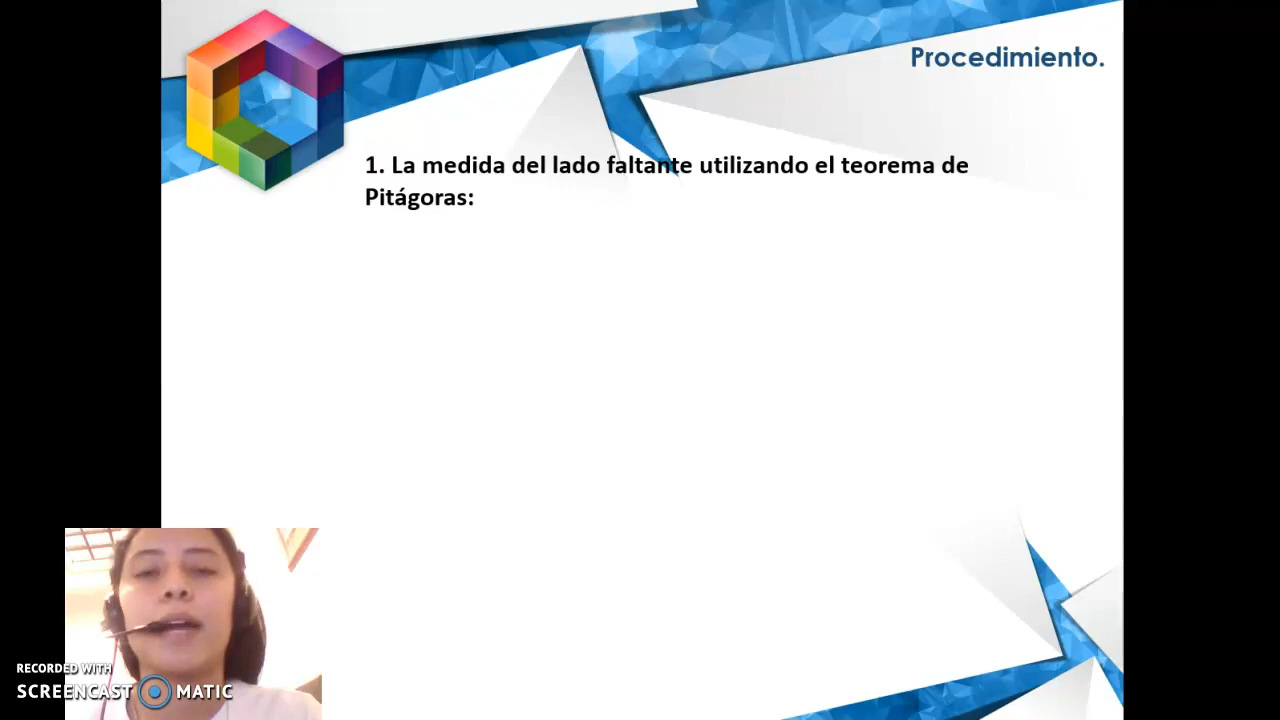 Procedimiento.
1. La medida del lado faltante utilizando el teorema de
Pitágoras:
RECORDED WITH
SCREENCAST MATIC